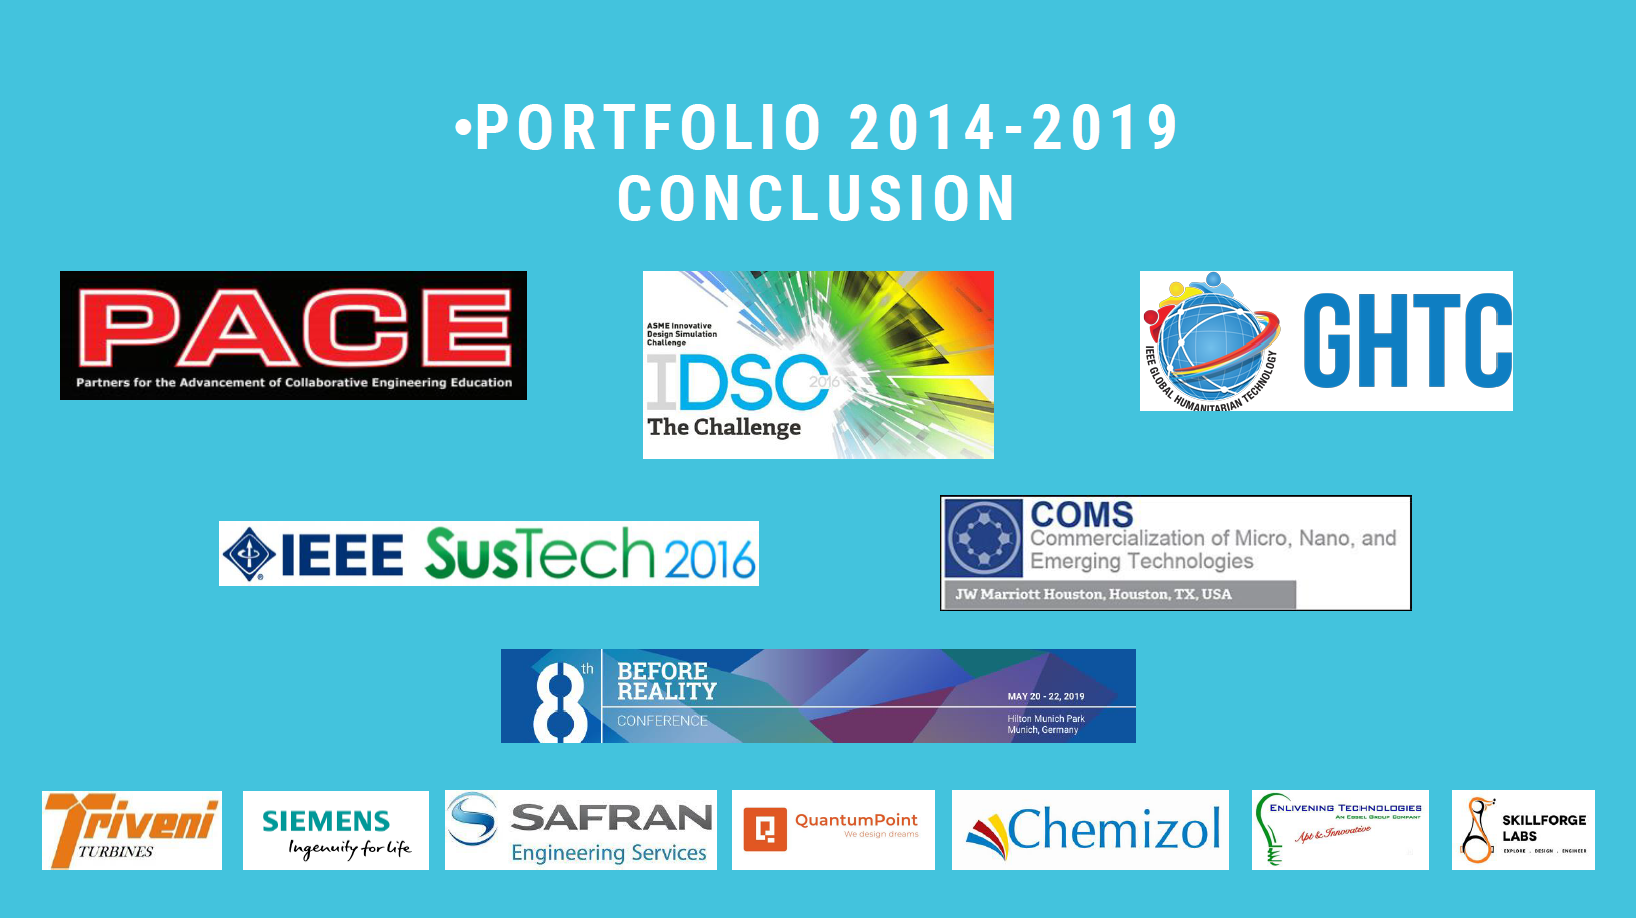 •PORTFOLIO 2014-2019
CONCLUSION
PACE
Partners for the Advancement of Collaborative Engineering Education
ASME Innovative
Design Simulation
Challenge
IDSC 2016
The Challenge
IEEE GLOBAL HUMANITARIAN TECHNOLOGY
GHTC
IEEE SusTech 2016
COMS
Commercialization of Micro, Nano, and
Emerging Technologies
JW Marriott Houston, Houston, TX, USA
8th
BEFORE
REALITY
CONFERENCE
MAY 20 - 22, 2019
Hilton Munich Park
Munich, Germany
Triveni
TURBINES
SIEMENS
Ingenuity for life
SAFRAN
Engineering Services
QuantumPoint
We design dreams
Chemizol
ENLIVENING TECHNOLOGIES
AN ESSEL GROUP COMPANY
Apt & Innovative
SKILLFORGE
LABS
EXPLORE . DESIGN . ENGINEER